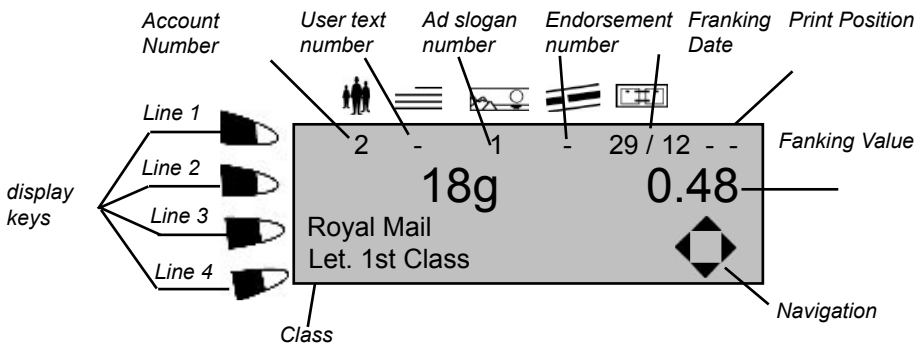 Account Number
User text number
Ad slogan number
Endorsement number
Franking Date
Print Position
Line 1
2 - 1 - 29 / 12 - -
Fanking Value
Line 2
18g 0.48
display keys
Line 3
Royal Mail
Let. 1st Class
Line 4
Navigation
Class